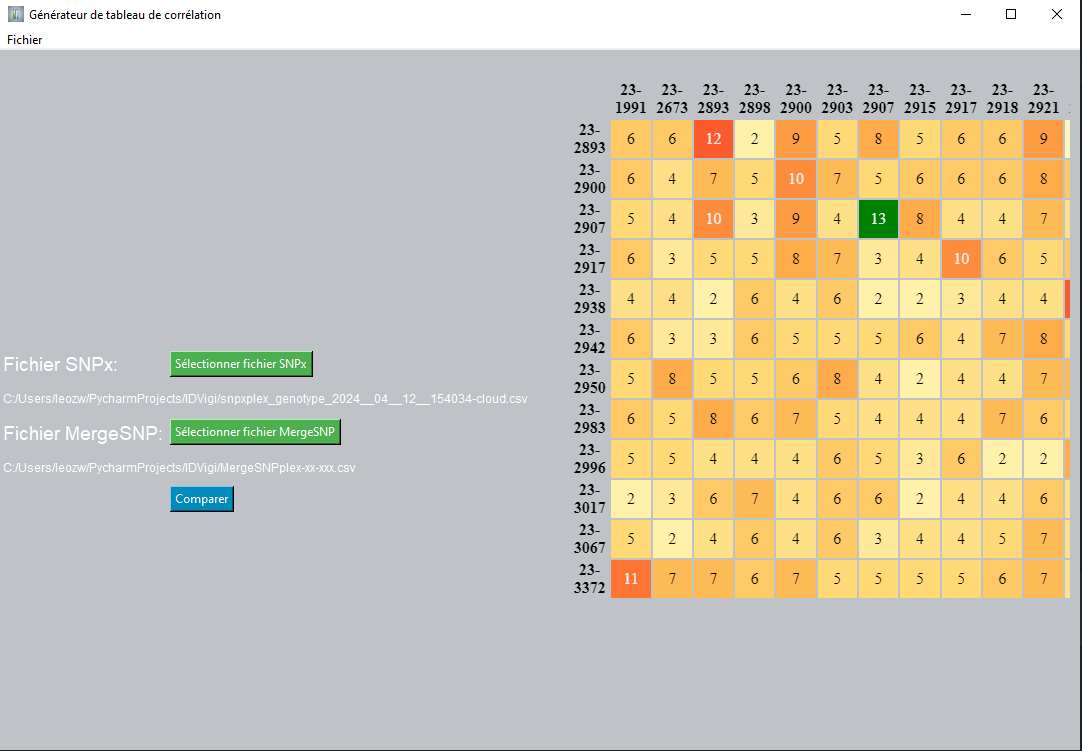 Générateur de tableau de corrélation
Fichier
23- 23- 23- 23- 23- 23- 23- 23- 23- 23- 23-
1991 2673 2893 2898 2900 2903 2907 2915 2917 2918 2921
23-
2893 6 6 12 2 9 5 8 5 6 6 9
23-
2900 6 4 7 5 10 7 5 6 6 6 8
23-
2907 5 4 10 3 9 4 13 8 4 4 7
23-
2917 6 3 5 5 8 7 3 4 10 6 5
23-
2938 4 4 2 6 4 6 2 2 3 4 4
23-
2942 6 3 3 6 5 5 5 6 4 7 8
23-
2950 5 8 5 5 6 8 4 2 4 4 7
23-
2983 6 5 8 6 7 5 4 4 4 7 6
23-
2996 5 5 4 4 4 6 5 3 6 2 2
23-
3017 2 3 6 7 4 6 6 2 4 4 6
23-
3067 5 2 4 6 4 6 3 4 4 5 7
23-
3372 11 7 7 6 7 5 5 5 5 6 7
Fichier SNPx: Sélectionner fichier SNPx
C:/Users/leozw/PycharmProjects/IDVigi/snpxplex_genotype_2024__04__12__154034-cloud.csv
Fichier MergeSNP: Sélectionner fichier MergeSNP
C:/Users/leozw/PycharmProjects/IDVigi/MergeSNPplex-xx-xxx.csv
Comparer